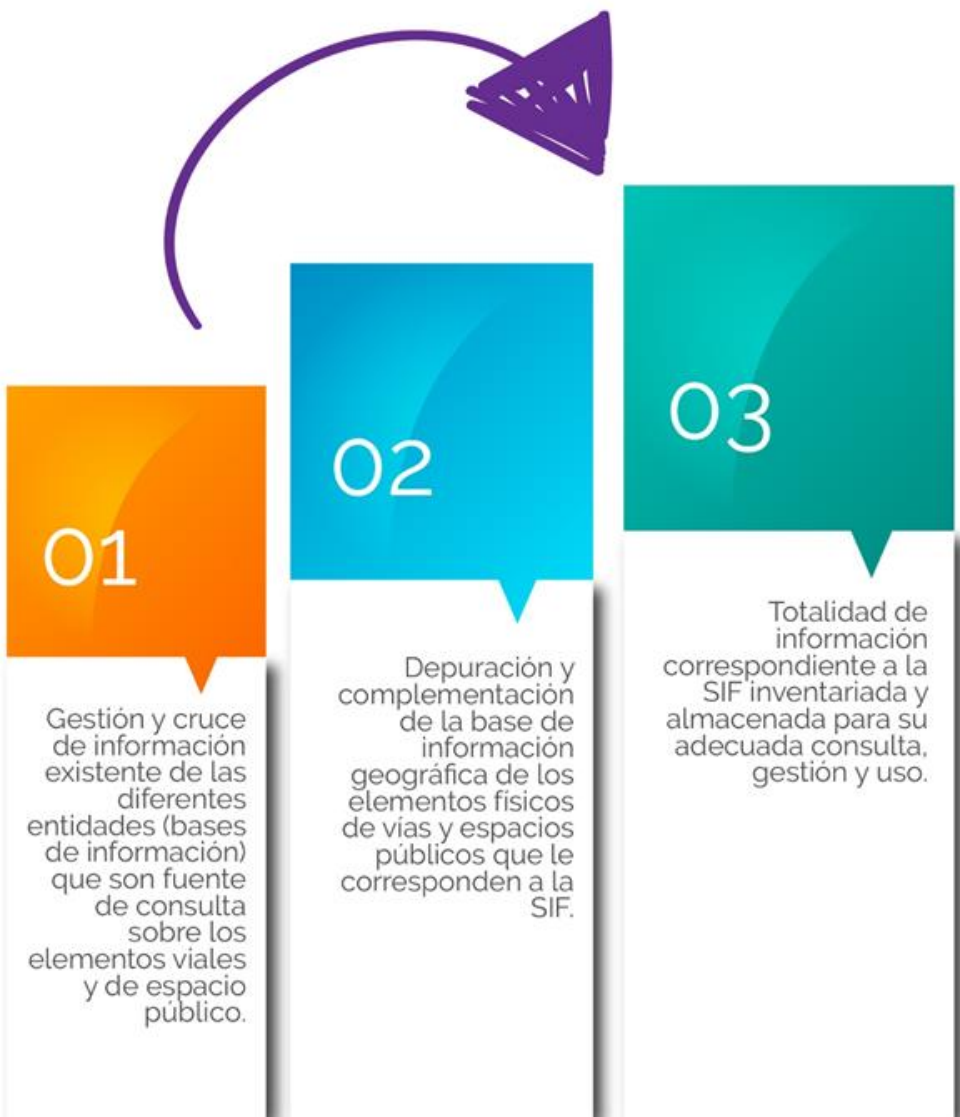 01
Gestión y cruce
de información
existente de las
diferentes
entidades (bases
de información)
que son fuente
de consulta
sobre los
elementos viales
y de espacio
público.
02
Depuración y
complementación
de la base de
información
geográfica de los
elementos físicos
de vías y espacios
públicos que le
corresponden a la
SIF.
03
Totalidad de
información
correspondiente a la
SIF inventariada y
almacenada para su
adecuada consulta,
gestión y uso.